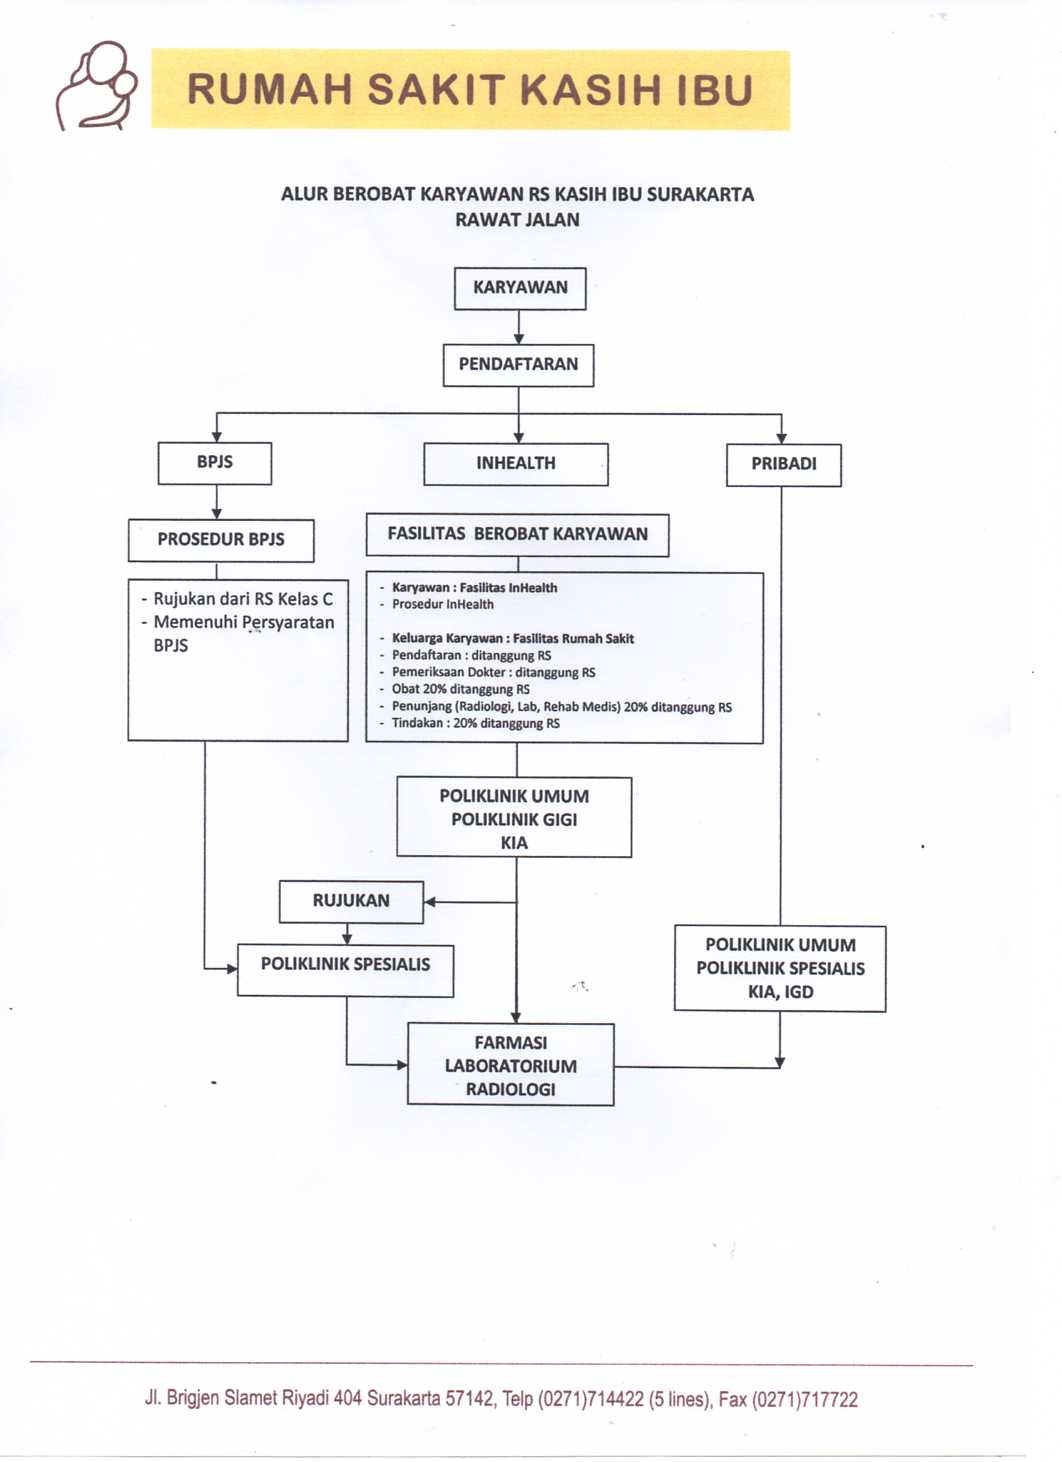 RUMAH SAKIT KASIH IBU
ALUR BEROBAT KARYAWAN RS KASIH IBU SURAKARTA
RAWAT JALAN
KARYAWAN
PENDAFTARAN
BPJS
INHEALTH
PRIBADI
PROSEDUR BPJS
FASILITAS BEROBAT KARYAWAN
- Rujukan dari RS Kelas C
- Memenuhi Persyaratan
BPJS
- Karyawan : Fasilitas InHealth
- Prosedur InHealth
- Keluarga Karyawan : Fasilitas Rumah Sakit
- Pendaftaran : ditanggung RS
- Pemeriksaan Dokter : ditanggung RS
- Obat 20% ditanggung RS
- Penunjang (Radiologi, Lab, Rehab Medis) 20% ditanggung RS
- Tindakan : 20% ditanggung RS
POLIKLINIK UMUM
POLIKLINIK GIGI
KIA
RUJUKAN
POLIKLINIK SPESIALIS
POLIKLINIK UMUM
POLIKLINIK SPESIALIS
KIA, IGD
FARMASI
LABORATORIUM
RADIOLOGI
Jl. Brigjen Slamet Riyadi 404 Surakarta 57142, Telp (0271)714422 (5 lines), Fax (0271)717722